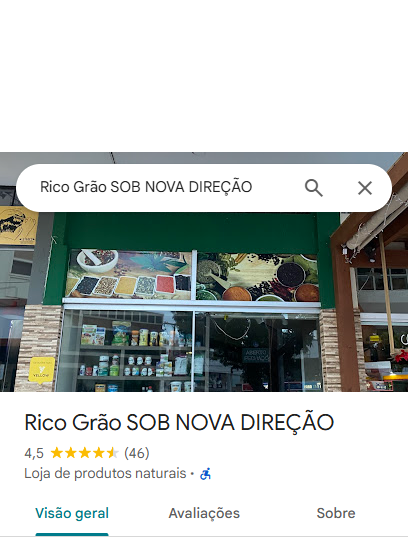 Rico Grão SOB NOVA DIREÇÃO
YELLOW
Rico Grão SOB NOVA DIREÇÃO
4,5 (46)
Loja de produtos naturais •
Visão geral
Avaliações
Sobre